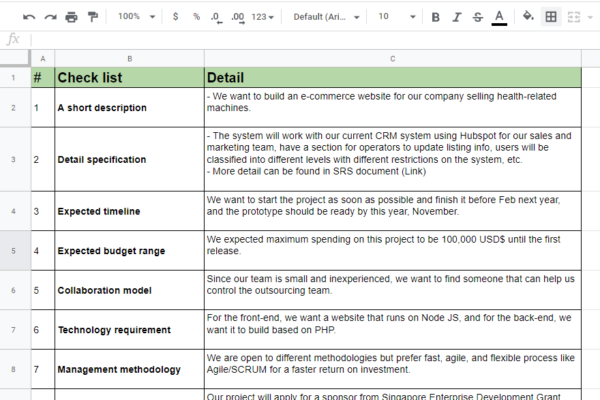 100% $ % .0 .00 123 Default (Ari... 10 B I S A
fx
A B C
1 # Check list Detail
2 1 A short description - We want to build an e-commerce website for our company selling health-related
machines.
3 2 Detail specification - The system will work with our current CRM system using Hubspot for our sales and
marketing team, have a section for operators to update listing info, users will be
classified into different levels with different restrictions on the system, etc.
- More detail can be found in SRS document (Link)
4 3 Expected timeline We want to start the project as soon as possible and finish it before Feb next year,
and the prototype should be ready by this year, November.
5 4 Expected budget range We expected maximum spending on this project to be 100,000 USD$ until the first
release.
6 5 Collaboration model Since our team is small and inexperienced, we want to find someone that can help us
control the outsourcing team.
7 6 Technology requirement For the front-end, we want a website that runs on Node JS, and for the back-end, we
want it to build based on PHP.
8 7 Management methodology We are open to different methodologies but prefer fast, agile, and flexible process like
Agile/SCRUM for a faster return on investment.
Our project will apply for a sponsor from Singapore Enterprise Development Grant